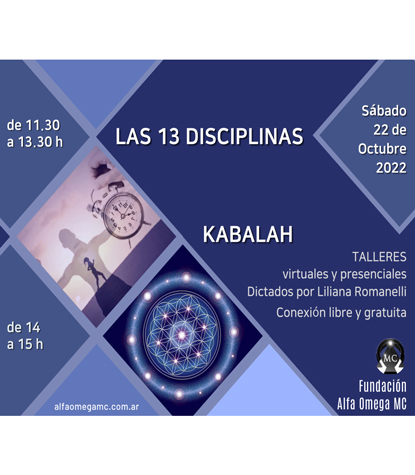 de 11.30
a 13.30 h
LAS 13 DISCIPLINAS
Sábado
22 de
Octubre
2022
KABALAH
TALLERES
virtuales y presenciales
Dictados por Liliana Romanelli
Conexión libre y gratuita
de 14
a 15 h
MC
Fundación
Alfa Omega MC
alfaomegamc.com.ar